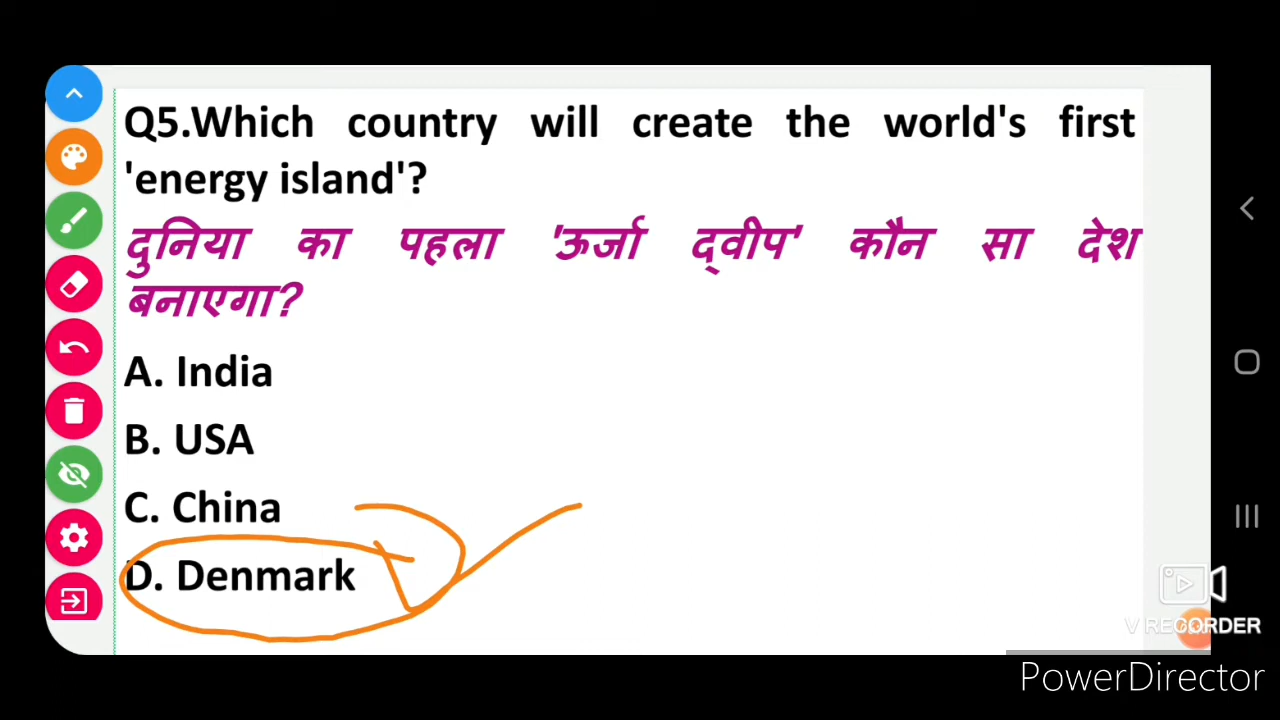 Q5.Which country will create the world's first
'energy island'?
दुनिया का पहला 'ऊर्जा द्वीप' कौन सा देश
बनाएगा?
A. India
B. USA
C. China
D. Denmark
V RECORDER
PowerDirector